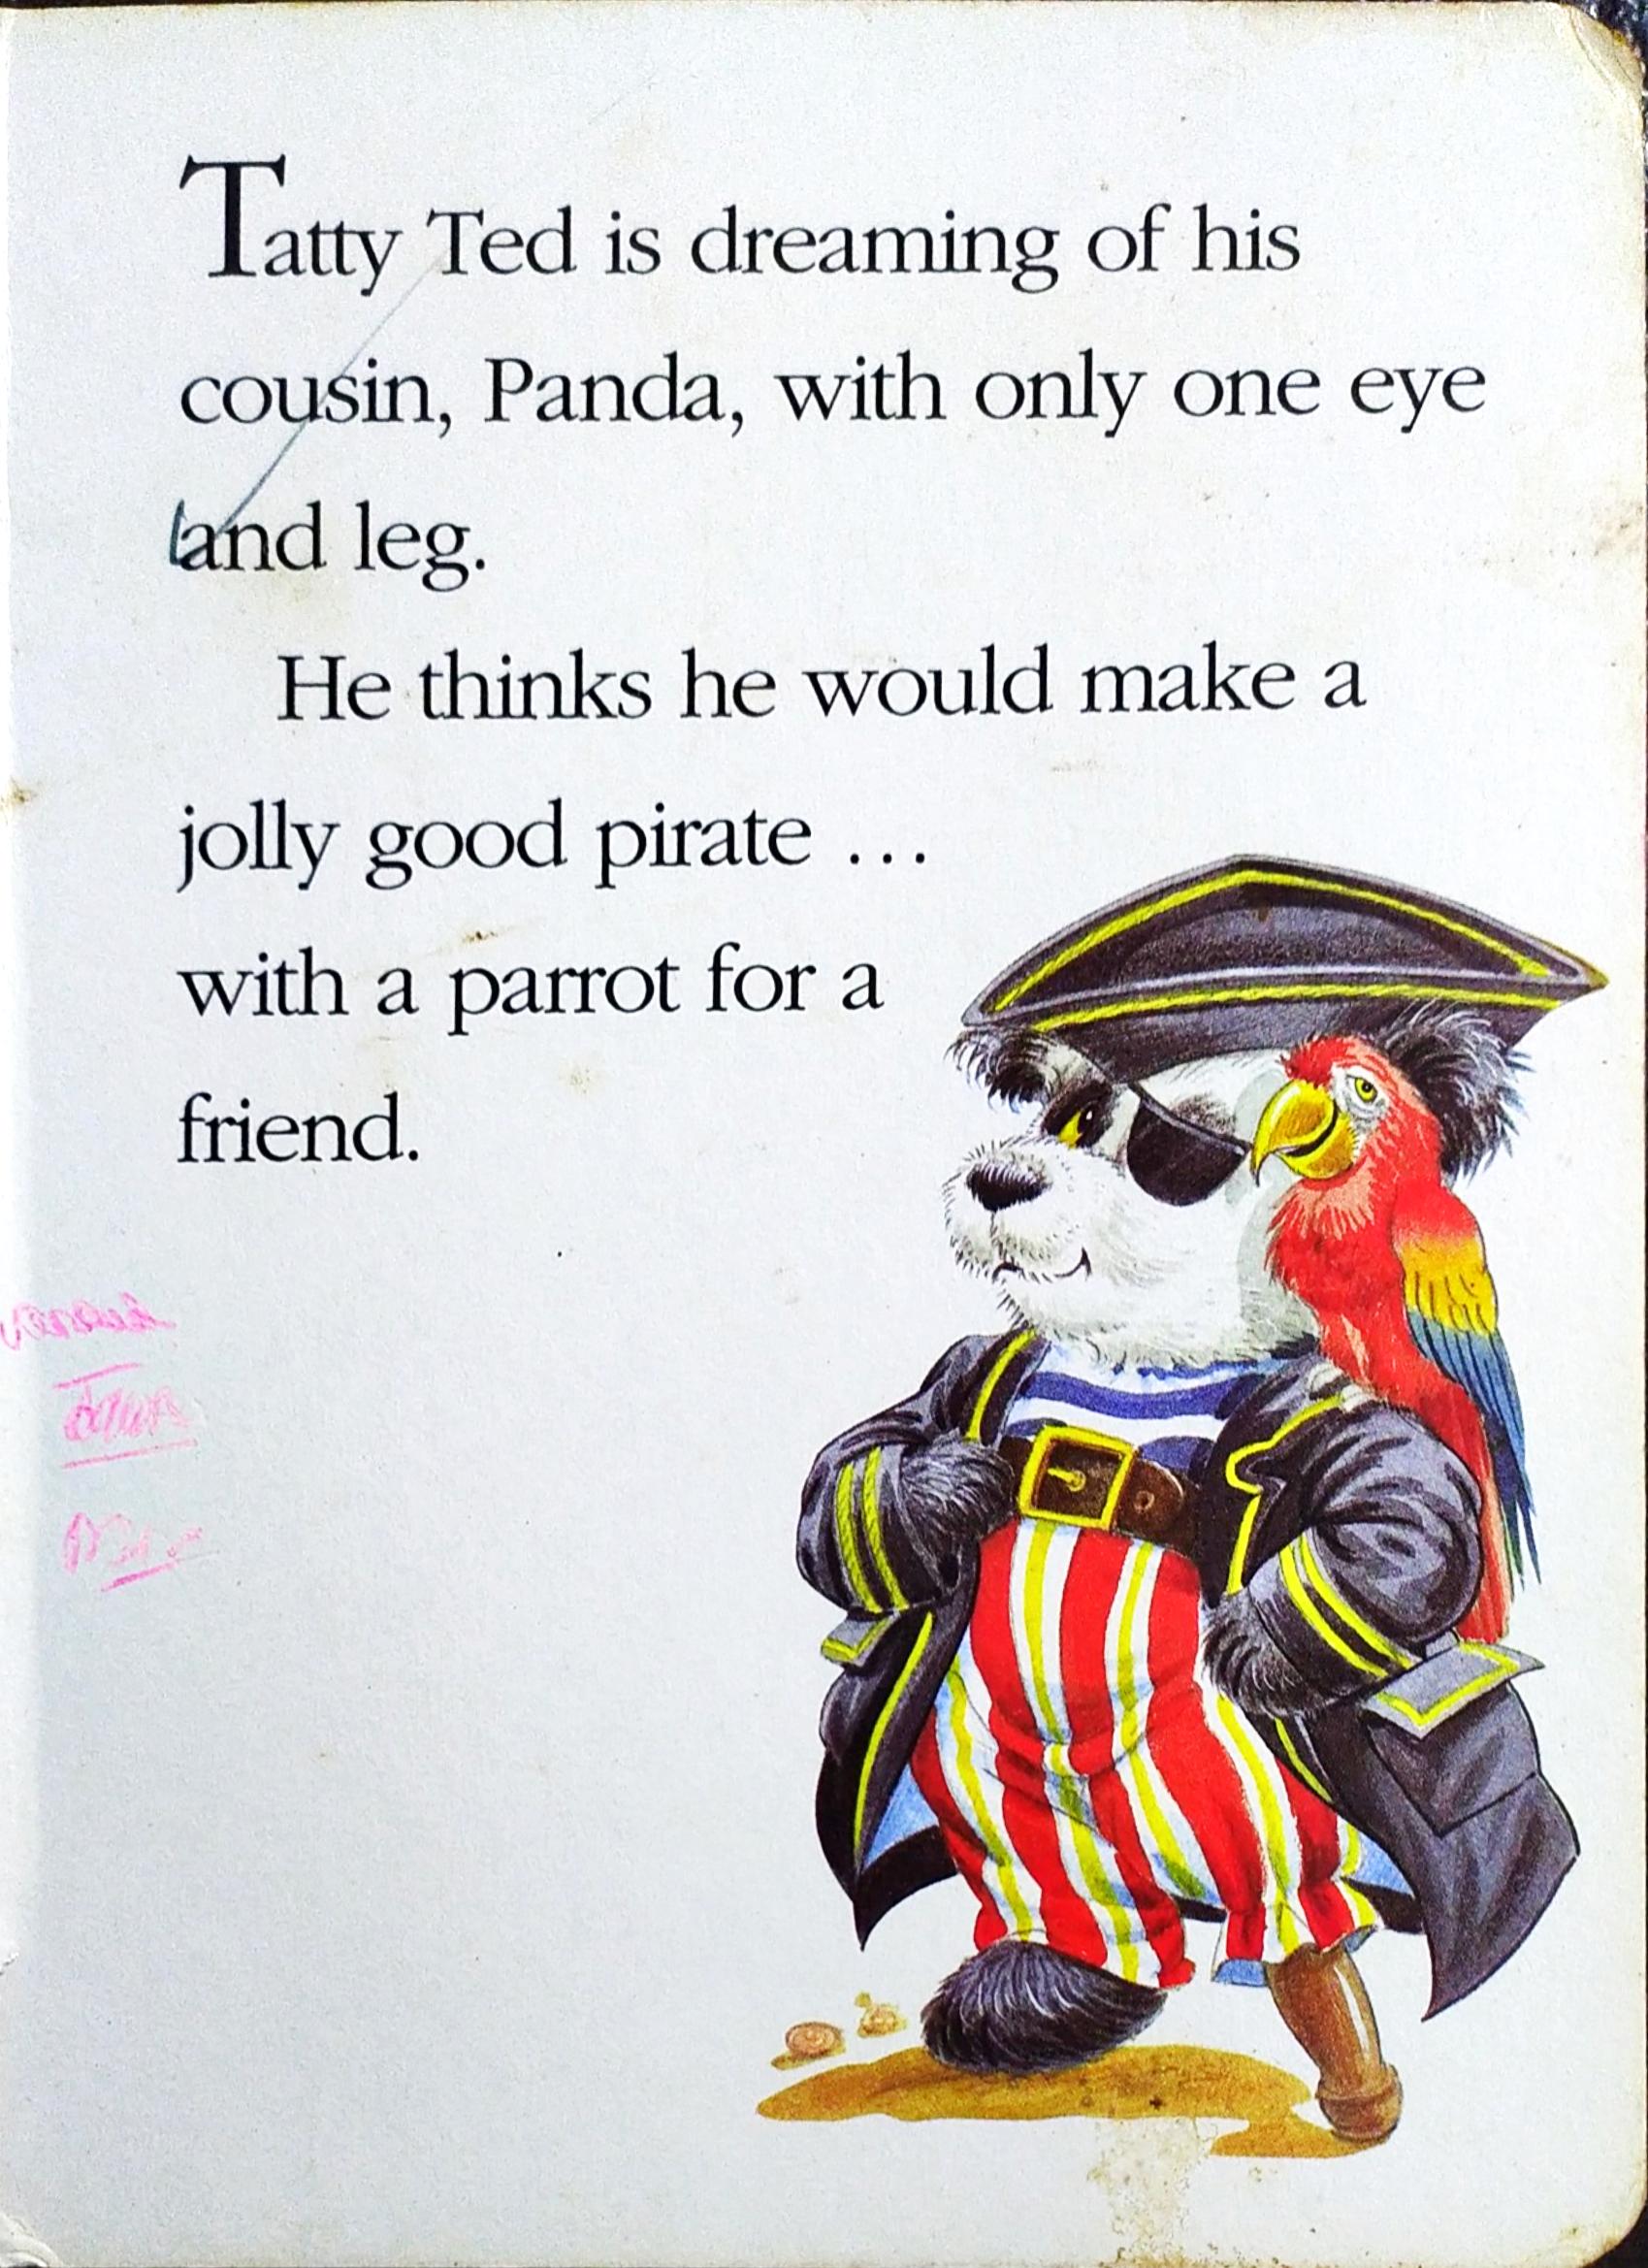 Tatty Ted is dreaming of his
cousin, Panda, with only one eye
and leg.
He thinks he would make a
jolly good pirate ...
with a parrot for a
friend.